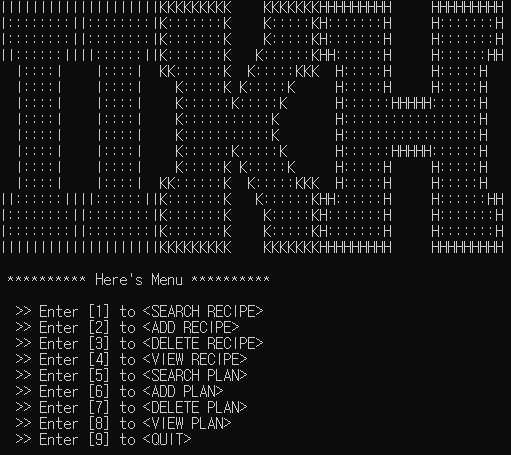 IIKH
********** Here's Menu **********
>> Enter [1] to <SEARCH RECIPE>
>> Enter [2] to <ADD RECIPE>
>> Enter [3] to <DELETE RECIPE>
>> Enter [4] to <VIEW RECIPE>
>> Enter [5] to <SEARCH PLAN>
>> Enter [6] to <ADD PLAN>
>> Enter [7] to <DELETE PLAN>
>> Enter [8] to <VIEW PLAN>
>> Enter [9] to <QUIT>